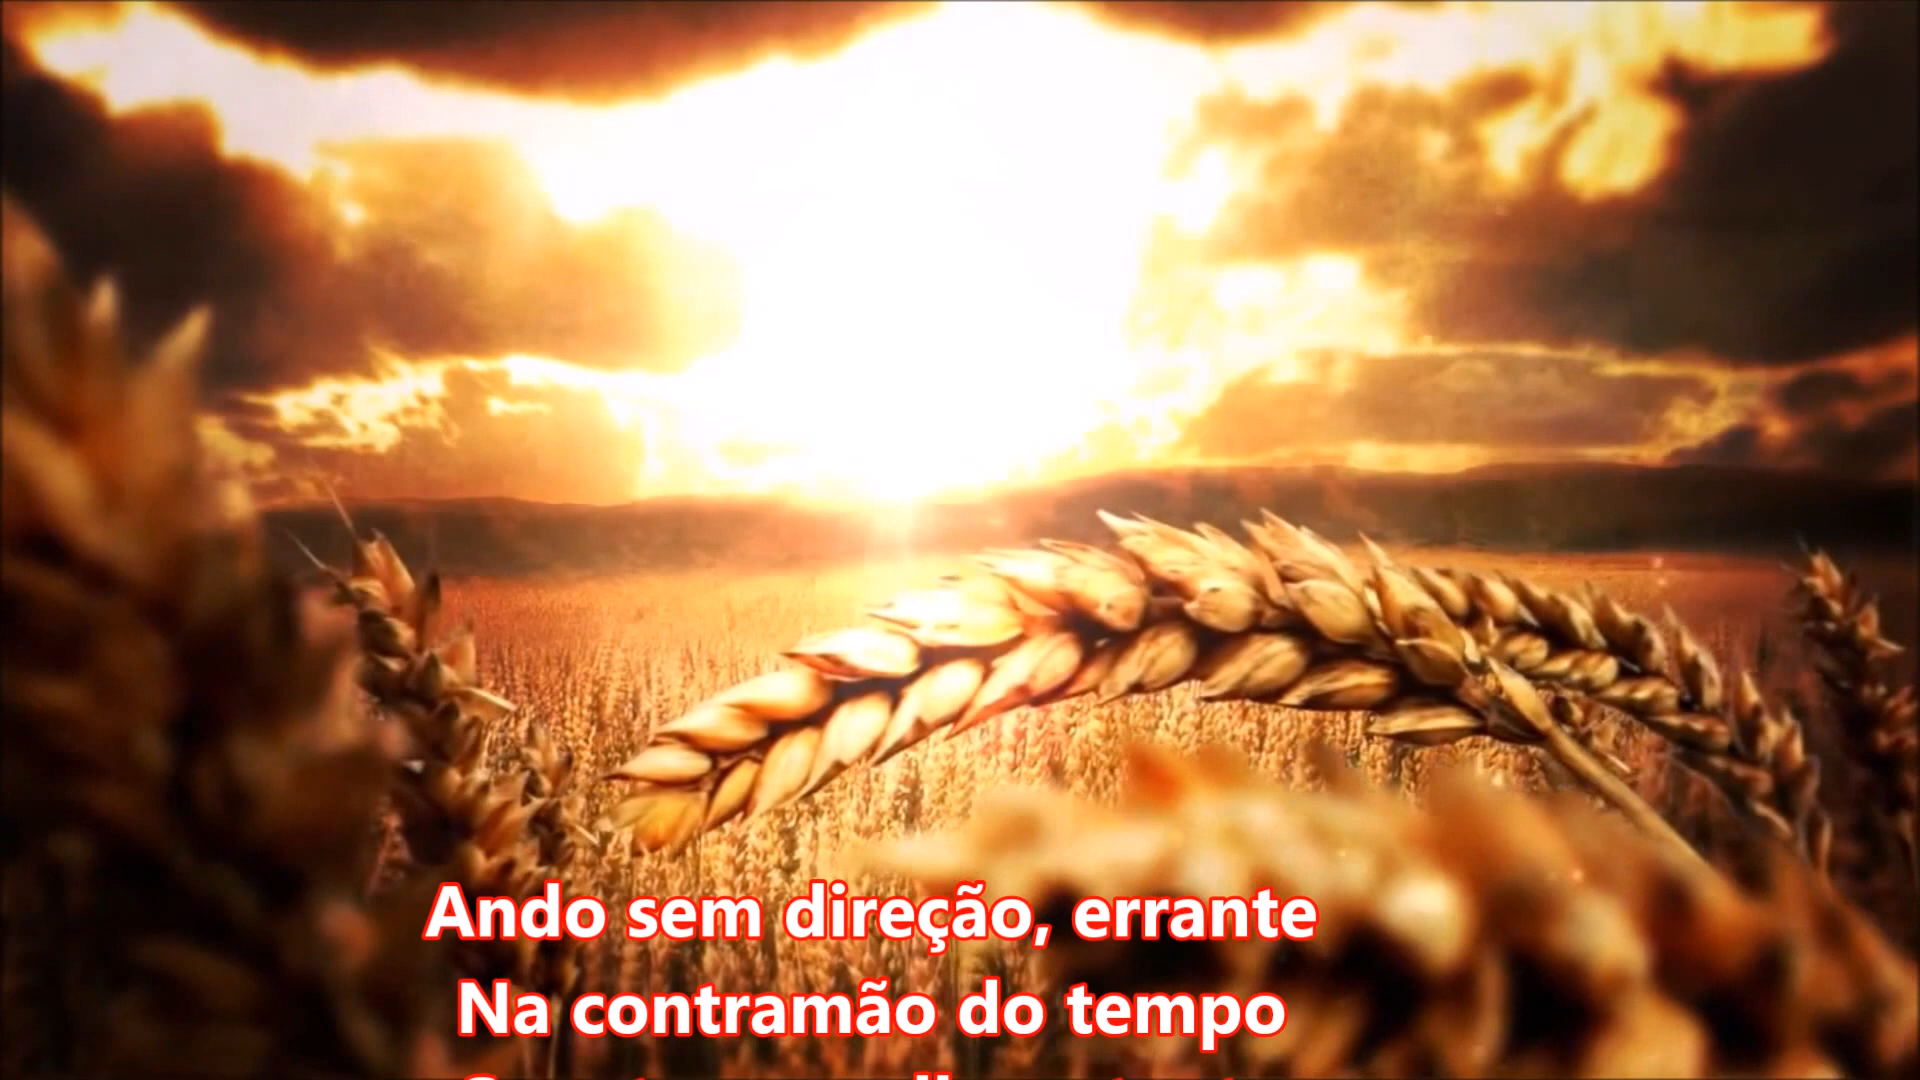 Ando sem direção, errante
Na contramão do tempo